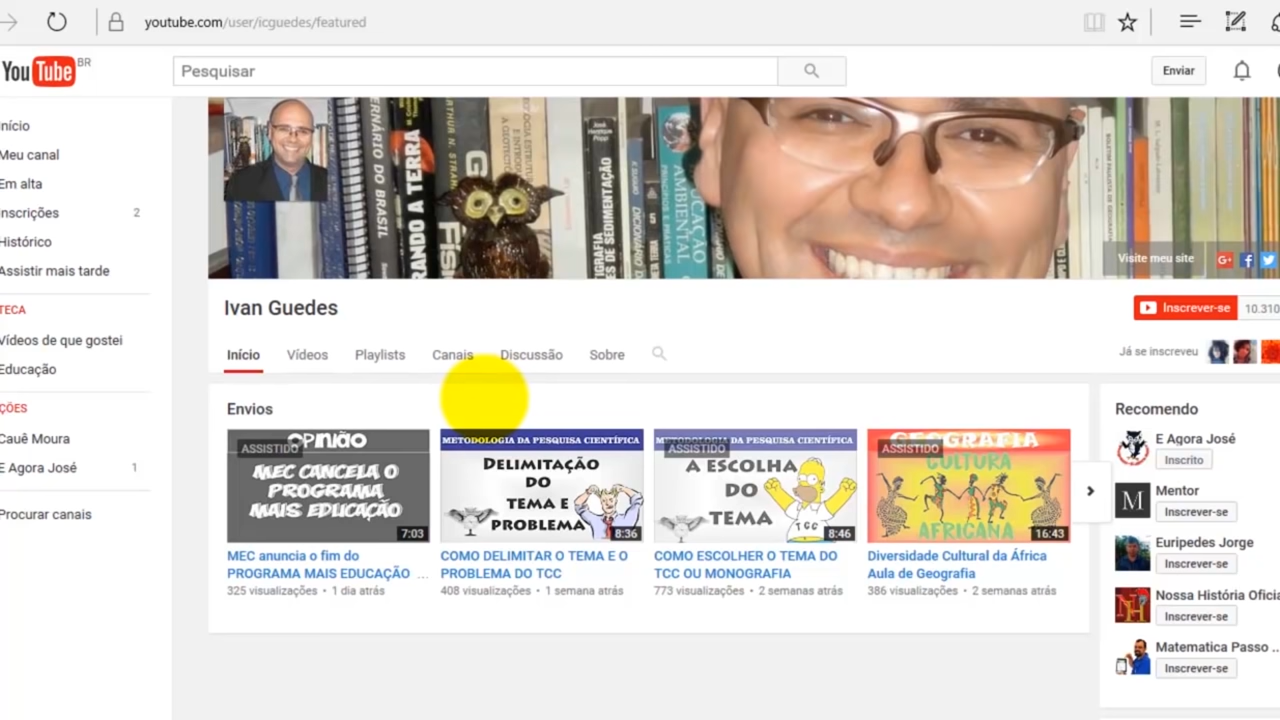 youtube.com/user/icguedes/featured
YouTube BR
Pesquisar
Enviar
nício
Meu canal
Em alta
nscrições 2
Histórico
Assistir mais tarde
TECA
Vídeos de que gostei
Educação
ÇÕES
Cauê Moura
E Agora José 1
Procurar canais
RANDO A TERRA
Visite meu site
Ivan Guedes
Inscrever-se 10.310
Início Vídeos Playlists Canais Discussão Sobre
Já se inscreveu
Envios
ASSISTIDO
OPINIÃO
MEC CANCELA O
PROGRAMA
MAIS EDUCAÇÃO
7:03
MEC anuncia o fim do
PROGRAMA MAIS EDUCAÇÃO ...
325 visualizações • 1 dia atrás
METODOLOGIA DA PESQUISA CIENTÍFICA
DELIMITAÇÃO
DO
TEMA E
PROBLEMA
8:36
COMO DELIMITAR O TEMA E O
PROBLEMA DO TCC
408 visualizações • 1 semana atrás
METODOLOGIA DA PESQUISA CIENTÍFICA
ASSISTIDO
A ESCOLHA
DO
TEMA
TCC
8:46
COMO ESCOLHER O TEMA DO
TCC OU MONOGRAFIA
773 visualizações • 2 semanas atrás
GEOGRAFIA
ASSISTIDO
CULTURA
AFRICANA
16:43
Diversidade Cultural da África
Aula de Geografia
386 visualizações • 2 semanas atrás
Recomendo
E Agora José
Inscrito
M
Mentor
Inscrever-se
Euripedes Jorge
Inscrever-se
Nossa História Oficia
Inscrever-se
Matematica Passo ...
Inscrever-se